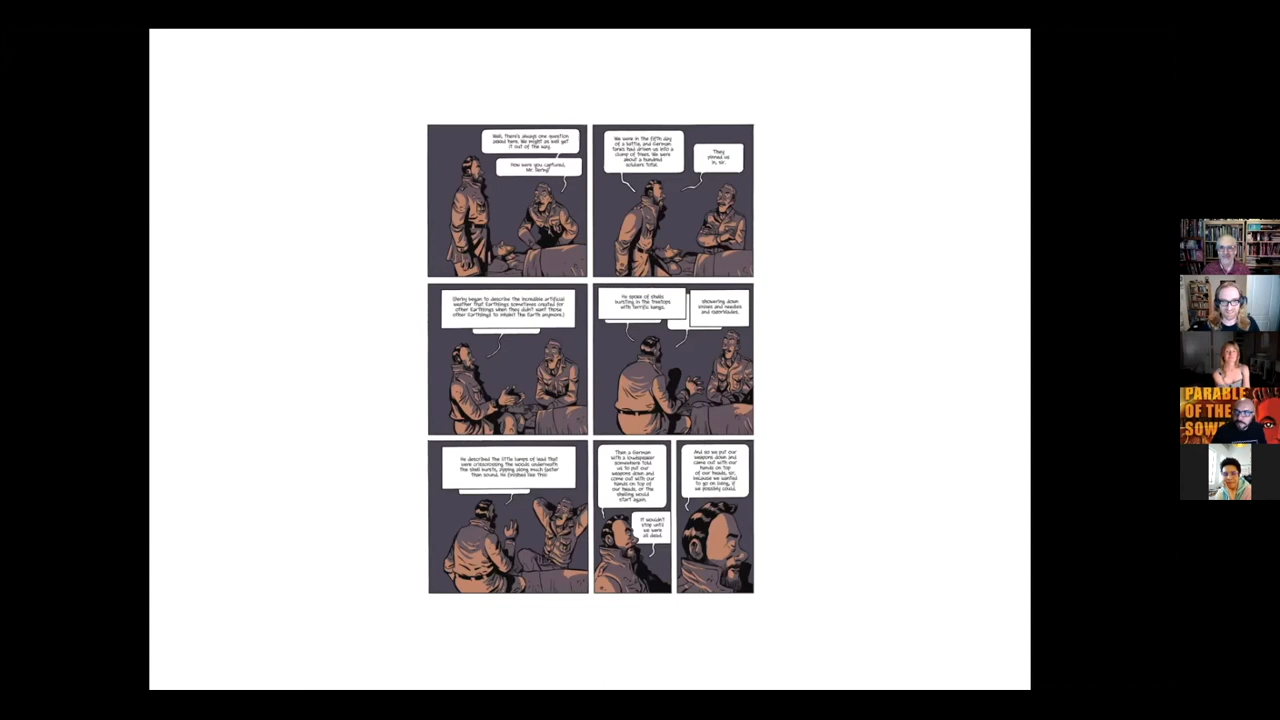 Well, there's always one question
asked here. We might as well get
it out of the way.
How were you captured,
Mr. Derby?
We were in the fifth day
of a battle, and German
tanks had driven us into a
clump of trees. We were
about a hundred
soldiers total.
They
pinned us
in, sir.
(Derby began to describe the incredible artificial
weather that Earthlings sometimes created for
other Earthlings when they didn't want those
other Earthlings to inhabit the Earth anymore.)
He spoke of shells
bursting in the treetops
with terrific bangs,
showering down
knives and needles
and razorblades.
He described the little lumps of lead that
were crisscrossing the woods underneath
the shell bursts, zipping along much faster
than sound. He finished like this:
Then a German
with a loudspeaker
somewhere told
us to put our
weapons down and
come out with our
hands on top of
our heads, or the
shelling would
start again.
It wouldn't
stop until
we were
all dead.
And so we put our
weapons down and
came out with our
hands on top
of our heads, sir,
because we wanted
to go on living, if
we possibly could.
PARABLE
OF THE
SOWE